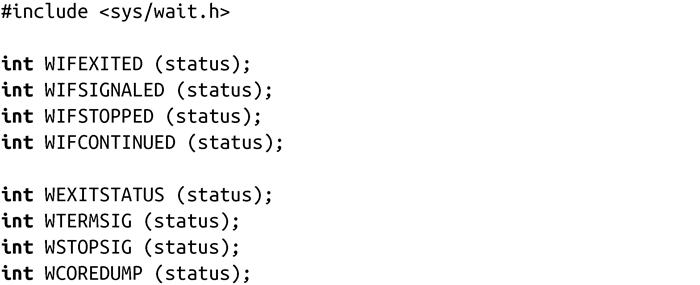 #include <sys/wait.h>
int WIFEXITED (status);
int WIFSIGNALED (status);
int WIFSTOPPED (status);
int WIFCONTINUED (status);
int WEXITSTATUS (status);
int WTERMSIG (status);
int WSTOPSIG (status);
int WCOREDUMP (status);